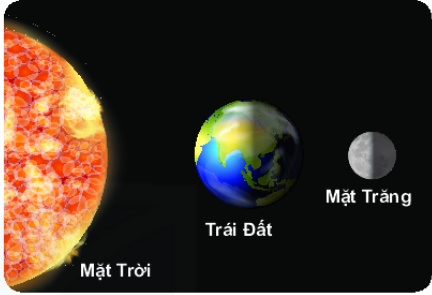 Mặt Trăng
Trái Đất
Mặt Trời